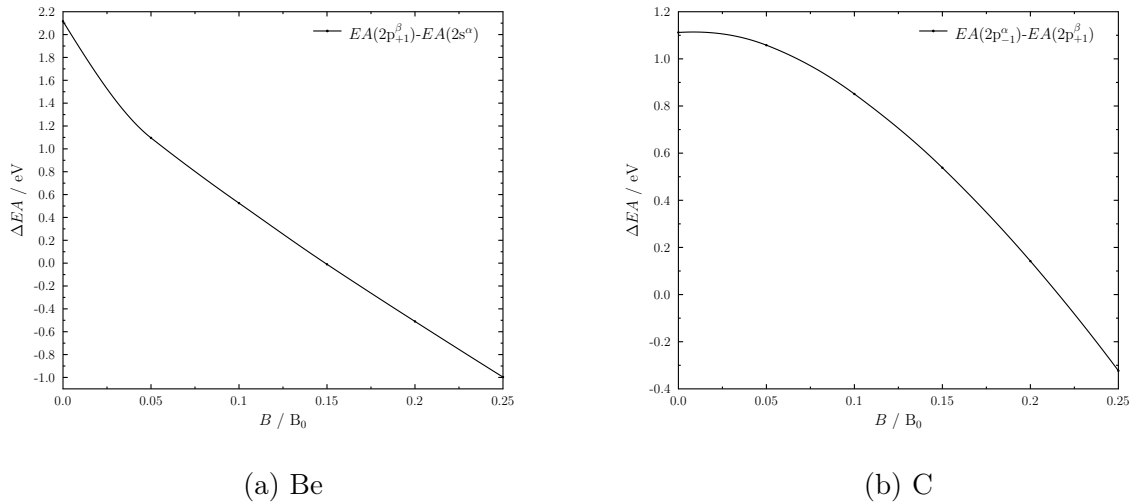 2.2
2.0
1.8
1.6
1.4
1.2
1.0
0.8
0.6
0.4
0.2
0.0
-0.2
-0.4
-0.6
-0.8
-1.0
ΔEA / eV
EA(2p^β_{+1})-EA(2s^α)
0.0 0.05 0.1 0.15 0.2 0.25
B / B₀
(a) Be
1.2
1.0
0.8
0.6
0.4
0.2
0.0
-0.2
-0.4
ΔEA / eV
EA(2p^α_{−1})-EA(2p^β_{+1})
0.0 0.05 0.1 0.15 0.2 0.25
B / B₀
(b) C